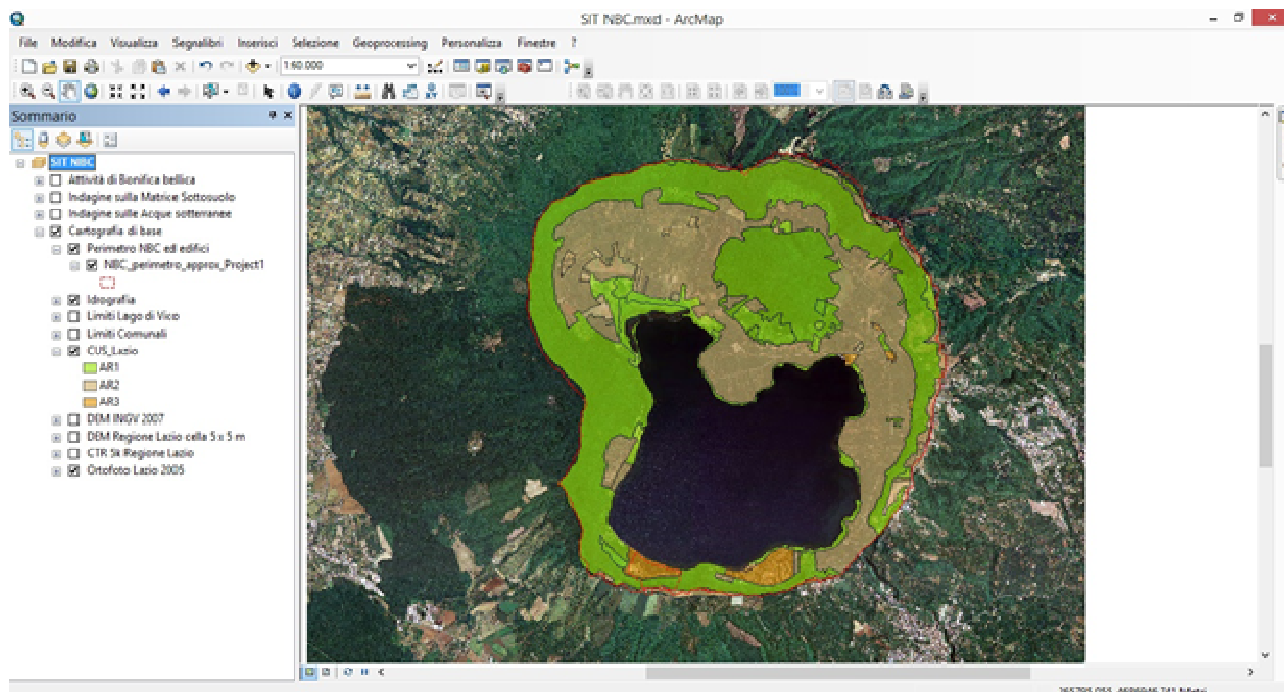 SIT NBC.mxd - ArcMap
File Modifica Visualizza Segnalibri Inserisci Selezione Geoprocessing Personalizza Finestre ?
1:60.000
Sommario
SIT NBC
Attività di Bonifica bellica
Indagine sulla Matrice Sottosuolo
Indagine sulle Acque sotterranee
Cartografia di base
Perimetro NBC ed edifici
NBC_perimetro_approx_Project1
Idrografia
Limiti Lago di Vico
Limiti Comunali
CUS_Lazio
AR1
AR2
AR3
DEM INGV 2007
DEM Regione Lazio cella 5 x 5 m
CTR 5k Regione Lazio
Ortofoto Lazio 2005